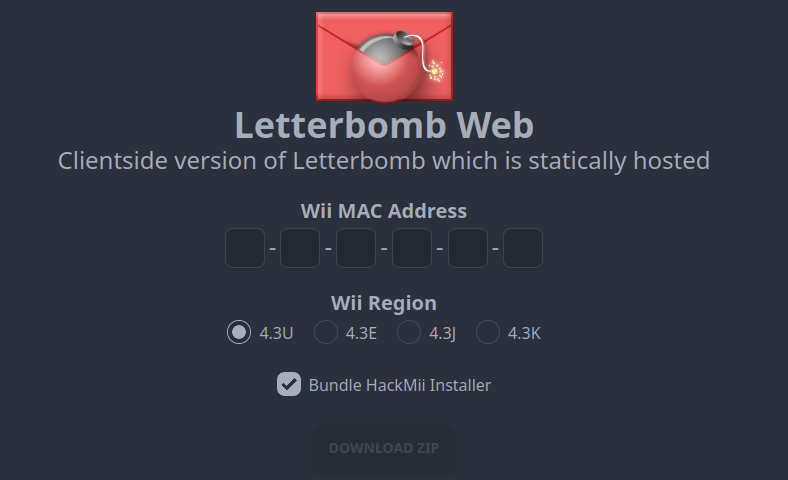 Letterbomb Web
Clientside version of Letterbomb which is statically hosted
Wii MAC Address
- - - - -
Wii Region
4.3U 4.3E 4.3J 4.3K
Bundle HackMii Installer
DOWNLOAD ZIP